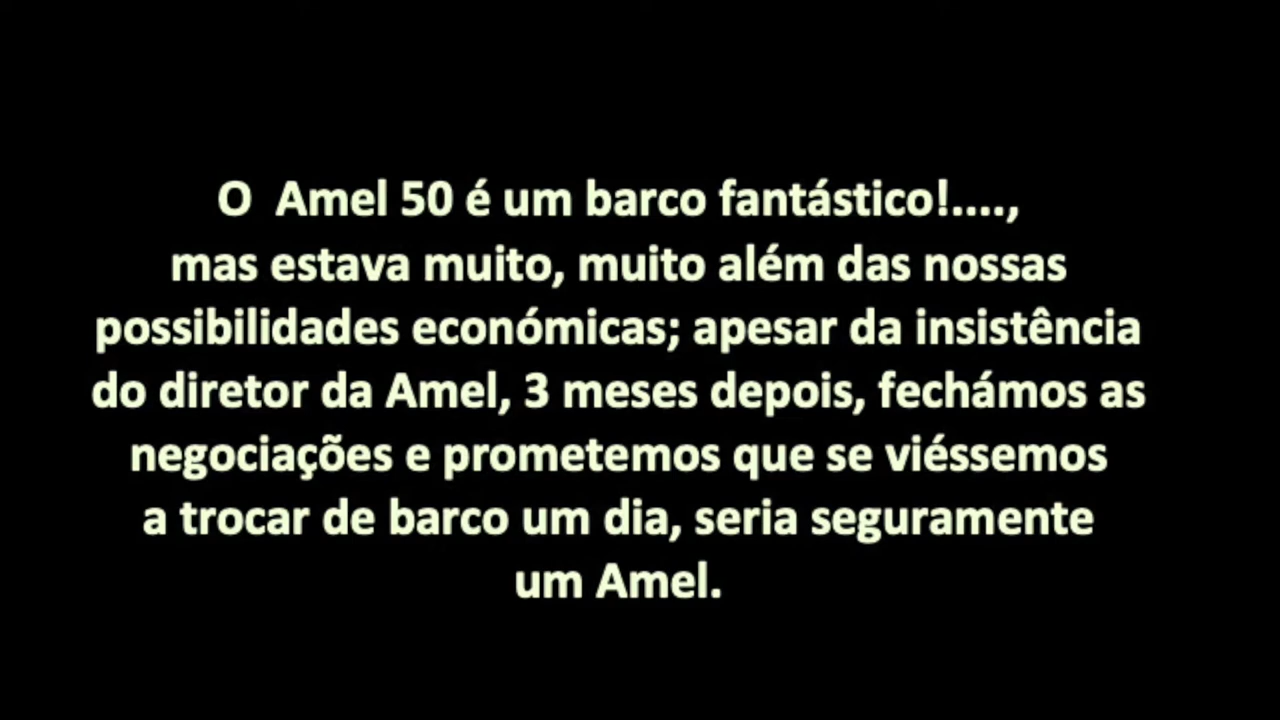 O  Amel 50 é um barco fantástico!....,
mas estava muito, muito além das nossas
possibilidades económicas; apesar da insistência
do diretor da Amel, 3 meses depois, fechámos as
negociações e prometemos que se viéssemos
a trocar de barco um dia, seria seguramente
um Amel.